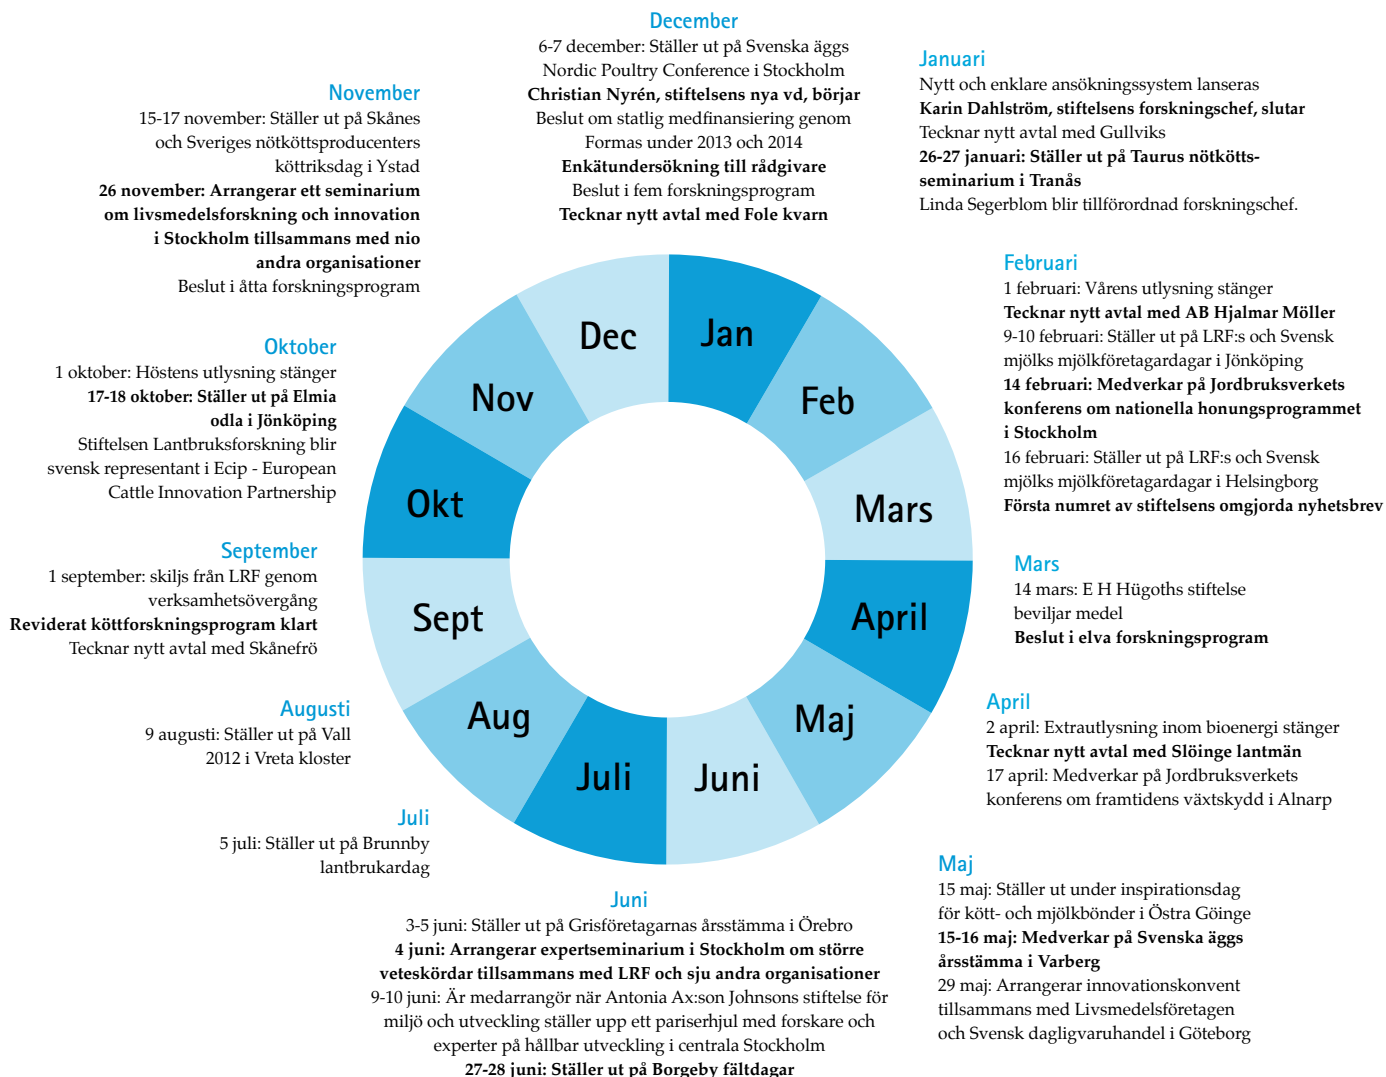 December
6-7 december: Ställer ut på Svenska äggs
Nordic Poultry Conference i Stockholm
Christian Nyrén, stiftelsens nya vd, börjar
Beslut om statlig medfinansiering genom
Formas under 2013 och 2014
Enkätundersökning till rådgivare
Beslut i fem forskningsprogram
Tecknar nytt avtal med Fole kvarn
Januari
Nytt och enklare ansökningssystem lanseras
Karin Dahlström, stiftelsens forskningschef, slutar
Tecknar nytt avtal med Gullviks
26-27 januari: Ställer ut på Taurus nötkötts-
seminarium i Tranås
Linda Segerblom blir tillförordnad forskningschef.
Februari
1 februari: Vårens utlysning stänger
Tecknar nytt avtal med AB Hjalmar Möller
9-10 februari: Ställer ut på LRF:s och Svensk
mjölks mjölkföretagardagar i Jönköping
14 februari: Medverkar på Jordbruksverkets
konferens om nationella honungsprogrammet
i Stockholm
16 februari: Ställer ut på LRF:s och Svensk
mjölks mjölkföretagardagar i Helsingborg
Första numret av stiftelsens omgjorda nyhetsbrev
Mars
14 mars: E H Hügoths stiftelse
beviljar medel
Beslut i elva forskningsprogram
April
2 april: Extrautlysning inom bioenergi stänger
Tecknar nytt avtal med Slöinge lantmän
17 april: Medverkar på Jordbruksverkets
konferens om framtidens växtskydd i Alnarp
Maj
15 maj: Ställer ut under inspirationsdag
för kött- och mjölkbönder i Östra Göinge
15-16 maj: Medverkar på Svenska äggs
årsstämma i Varberg
29 maj: Arrangerar innovationskonvent
tillsammans med Livsmedelsföretagen
och Svensk dagligvaruhandel i Göteborg
Juni
3-5 juni: Ställer ut på Grisföretagarnas årsstämma i Örebro
4 juni: Arrangerar expertseminarium i Stockholm om större
veteskördar tillsammans med LRF och sju andra organisationer
9-10 juni: Är medarrangör när Antonia Ax:son Johnsons stiftelse för
miljö och utveckling ställer upp ett pariserhjul med forskare och
experter på hållbar utveckling i centrala Stockholm
27-28 juni: Ställer ut på Borgeby fältdagar
Juli
5 juli: Ställer ut på Brunnby
lantbrukardag
Augusti
9 augusti: Ställer ut på Vall
2012 i Vreta kloster
September
1 september: skiljs från LRF genom
verksamhetsövergång
Reviderat köttforskningsprogram klart
Tecknar nytt avtal med Skånefrö
Oktober
1 oktober: Höstens utlysning stänger
17-18 oktober: Ställer ut på Elmia
odla i Jönköping
Stiftelsen Lantbruksforskning blir
svensk representant i Ecip - European
Cattle Innovation Partnership
November
15-17 november: Ställer ut på Skånes
och Sveriges nötköttsproducenters
köttriksdag i Ystad
26 november: Arrangerar ett seminarium
om livsmedelsforskning och innovation
i Stockholm tillsammans med nio
andra organisationer
Beslut i åtta forskningsprogram
Jan
Feb
Mars
April
Maj
Juni
Juli
Aug
Sept
Okt
Nov
Dec